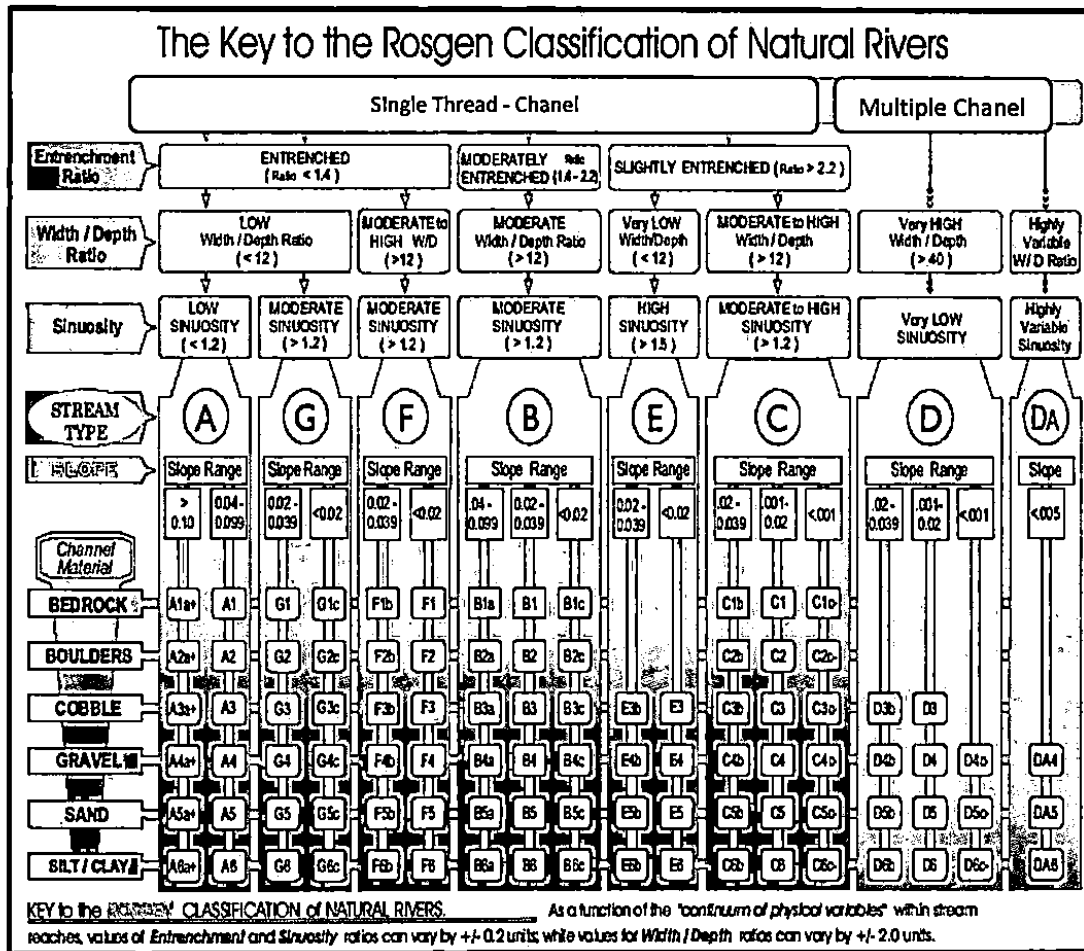 The Key to the Rosgen Classification of Natural Rivers
Single Thread - Chanel
Multiple Chanel
Entrenchment
Ratio
ENTRENCHED
( Ratio < 1.4 )
MODERATELY Ratio
ENTRENCHED (1.4 - 2.2)
SLIGHTLY ENTRENCHED ( Ratio > 2.2 )
Width / Depth
Ratio
LOW
Width / Depth Ratio
( < 12 )
MODERATE to
HIGH W/D
( >12 )
MODERATE
Width / Depth Ratio
( > 12 )
Very LOW
Width/Depth
( < 12 )
MODERATE to HIGH
Width / Depth
( > 12 )
Very HIGH
Width / Depth
( > 40 )
Highly
Variable
W / D Ratio
Sinuosity
LOW
SINUOSITY
( < 1.2 )
MODERATE
SINUOSITY
( > 1.2 )
MODERATE
SINUOSITY
( > 1.2 )
MODERATE
SINUOSITY
( > 1.2 )
HIGH
SINUOSITY
( > 1.5 )
MODERATE to HIGH
SINUOSITY
( > 1.2 )
Very LOW
SINUOSITY
Highly
Variable
Sinuosity
STREAM
TYPE
A G F B E C D DA
SLOPE
Slope Range
Slope Range
Slope Range
Slope Range
Slope Range
Slope Range
Slope Range
Slope
> 0.10
0.04 - 0.099
0.02 - 0.039
<0.02
0.02 - 0.039
<0.02
.04 - 0.099
0.02 - 0.039
<0.02
0.02 - 0.039
<0.02
.02 - 0.039
.001- 0.02
<.001
.02 - 0.039
.001- 0.02
<.001
<.005
Channel
Material
BEDROCK A1a+ A1 G1 G1c F1b F1 B1a B1 B1c C1b C1 C1c-
BOULDERS A2a+ A2 G2 G2c F2b F2 B2a B2 B2c C2b C2 C2c-
COBBLE A3a+ A3 G3 G3c F3b F3 B3a B3 B3c E3b E3 C3b C3 C3c- D3b D3
GRAVEL A4a+ A4 G4 G4c F4b F4 B4a B4 B4c E4b E4 C4b C4 C4c- D4b D4 D4c- DA4
SAND A5a+ A5 G5 G5c F5b F5 B5a B5 B5c E5b E5 C5b C5 C5c- D5b D5 D5c- DA5
SILT / CLAY A6a+ A6 G6 G6c F6b F6 B6a B6 B6c E6b E6 C6b C6 C6c- D6b D6 D6c- DA6
KEY to the ROSGEN CLASSIFICATION of NATURAL RIVERS. As a function of the "continuum of physical variables" within stream
reaches, values of Entrenchment and Sinuosity ratios can vary by +/- 0.2 units; while values for Width / Depth ratios can vary by +/- 2.0 units.